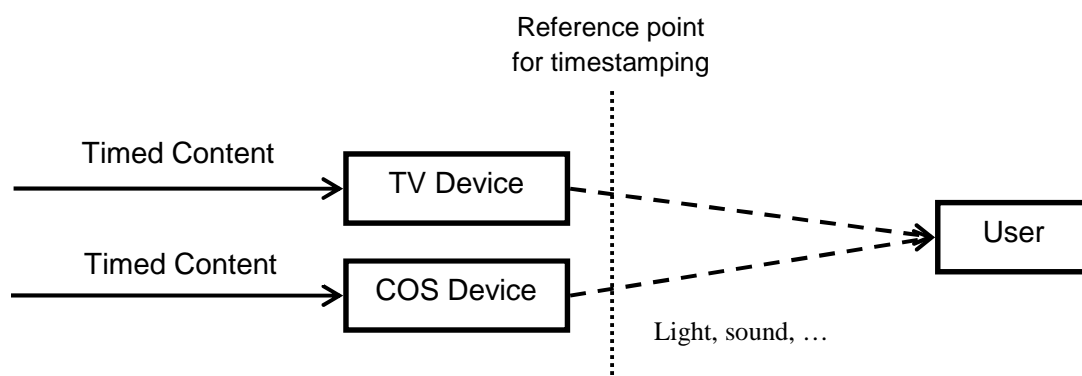 Reference point
for timestamping
Timed Content
TV Device
User
Timed Content
COS Device
Light, sound, …